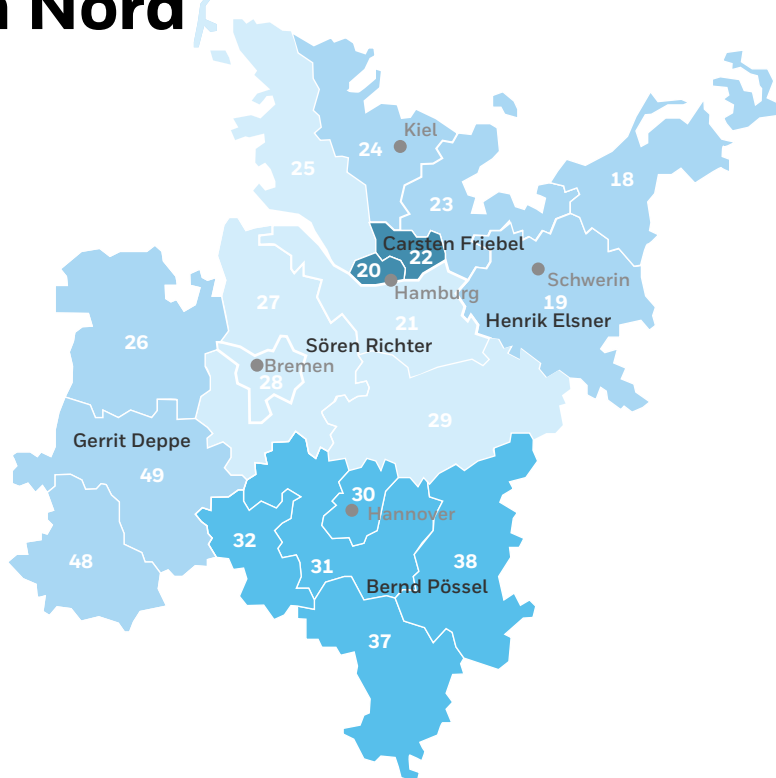 n Nord
Kiel
24
25
18
23
Carsten Friebel
22
20
Schwerin
Hamburg
19
27
21
Henrik Elsner
26
Sören Richter
Bremen
28
29
Gerrit Deppe
49
30
Hannover
32
48
31
38
Bernd Pössel
37